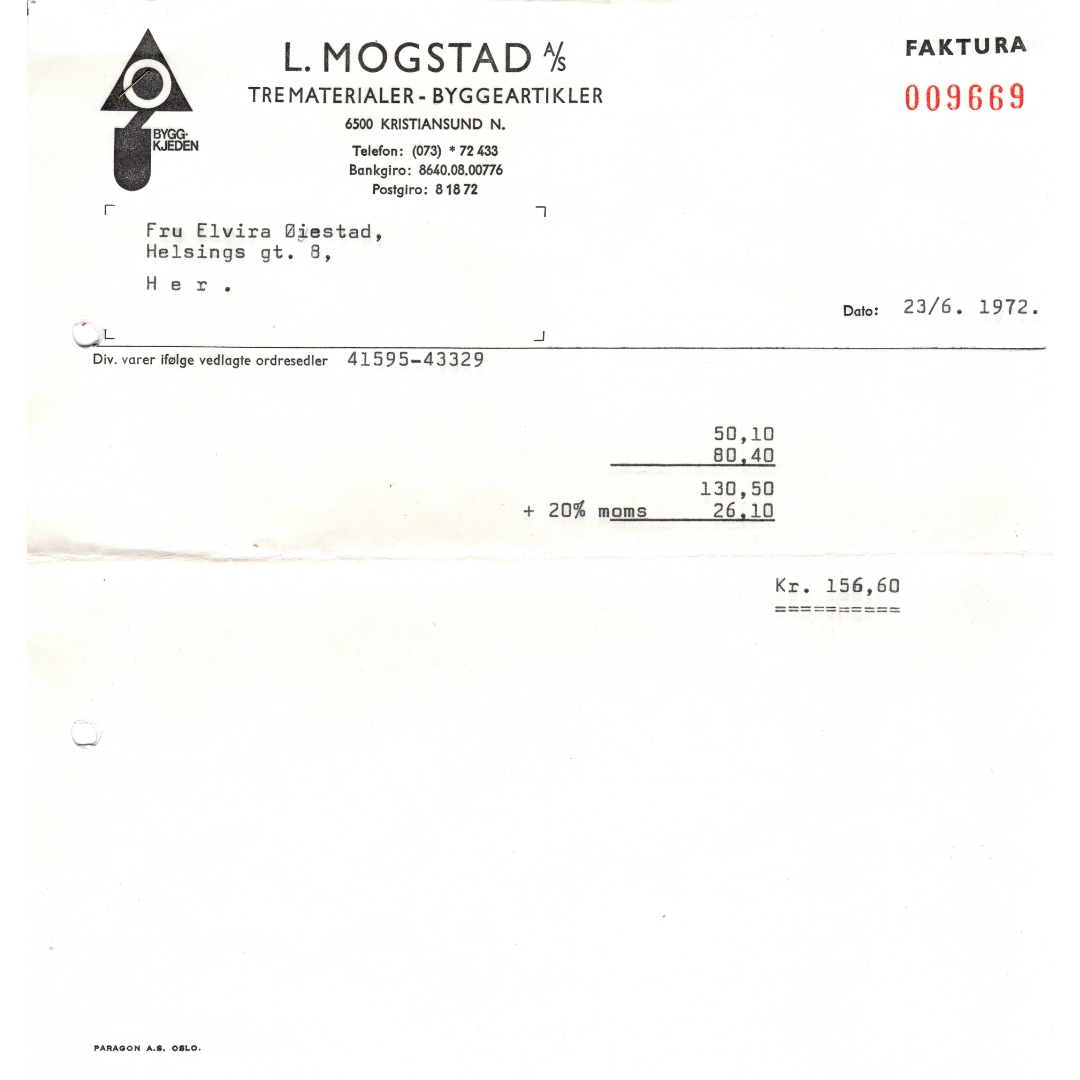 L. MOGSTAD A/S
TREMATERIALER - BYGGEARTIKLER
6500 KRISTIANSUND N.
Telefon: (073) * 72 433
Bankgiro: 8640.08.00776
Postgiro: 8 18 72
BYGG-
KJEDEN
FAKTURA
009669
Fru Elvira Øiestad,
Helsings gt. 8,
H e r .
Dato: 23/6. 1972.
Div. varer ifølge vedlagte ordresedler 41595-43329
50,10
80,40
130,50
+ 20% moms 26,10
Kr. 156,60
==========
PARAGON A.S. OSLO.